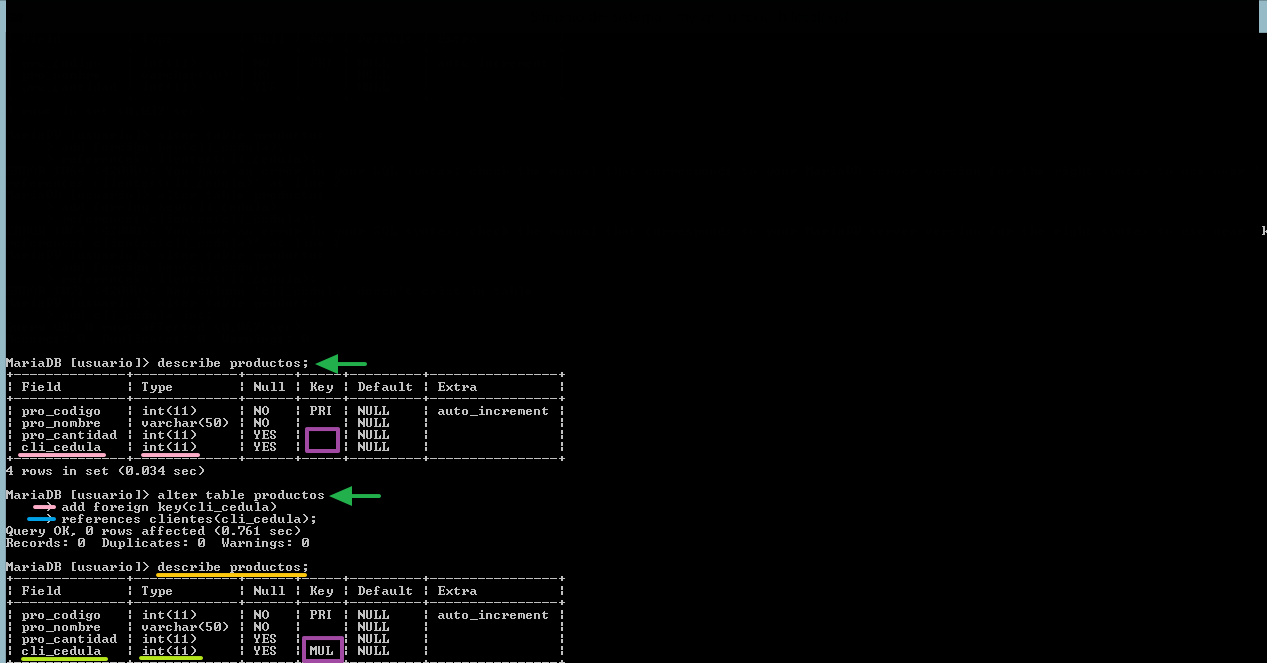 MariaDB [usuario]> describe productos;
+--------------+-------------+------+-----+---------+----------------+
| Field | Type | Null | Key | Default | Extra |
+--------------+-------------+------+-----+---------+----------------+
| pro_codigo | int(11) | NO | PRI | NULL | auto_increment |
| pro_nombre | varchar(50) | NO | | NULL | |
| pro_cantidad | int(11) | YES | | NULL | |
| cli_cedula | int(11) | YES | | NULL | |
+--------------+-------------+------+-----+---------+----------------+
4 rows in set (0.034 sec)
MariaDB [usuario]> alter table productos
-> add foreign key(cli_cedula)
-> references clientes(cli_cedula);
Query OK, 0 rows affected (0.761 sec)
Records: 0 Duplicates: 0 Warnings: 0
MariaDB [usuario]> describe productos;
+--------------+-------------+------+-----+---------+----------------+
| Field | Type | Null | Key | Default | Extra |
+--------------+-------------+------+-----+---------+----------------+
| pro_codigo | int(11) | NO | PRI | NULL | auto_increment |
| pro_nombre | varchar(50) | NO | | NULL | |
| pro_cantidad | int(11) | YES | | NULL | |
| cli_cedula | int(11) | YES | MUL | NULL | |
+--------------+-------------+------+-----+---------+----------------+